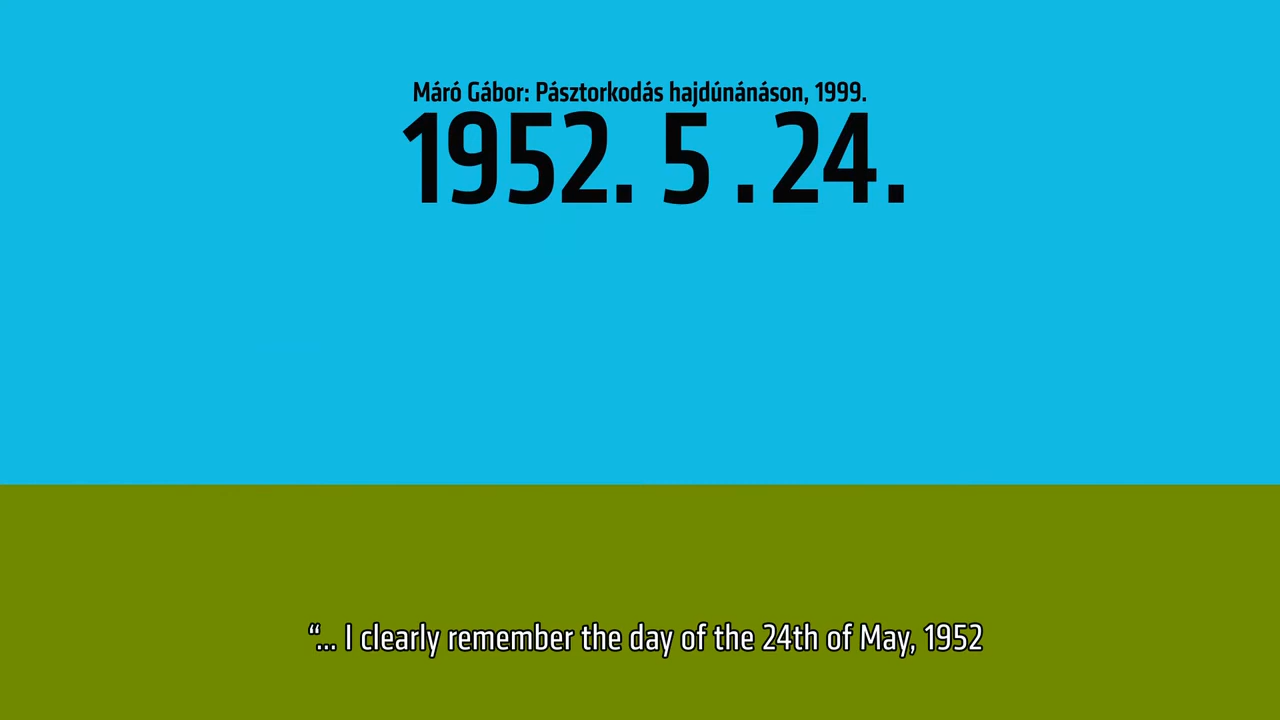 Máró Gábor: Pásztorkodás hajdúnánáson, 1999.
1952. 5 .24.
“... I clearly remember the day of the 24th of May, 1952